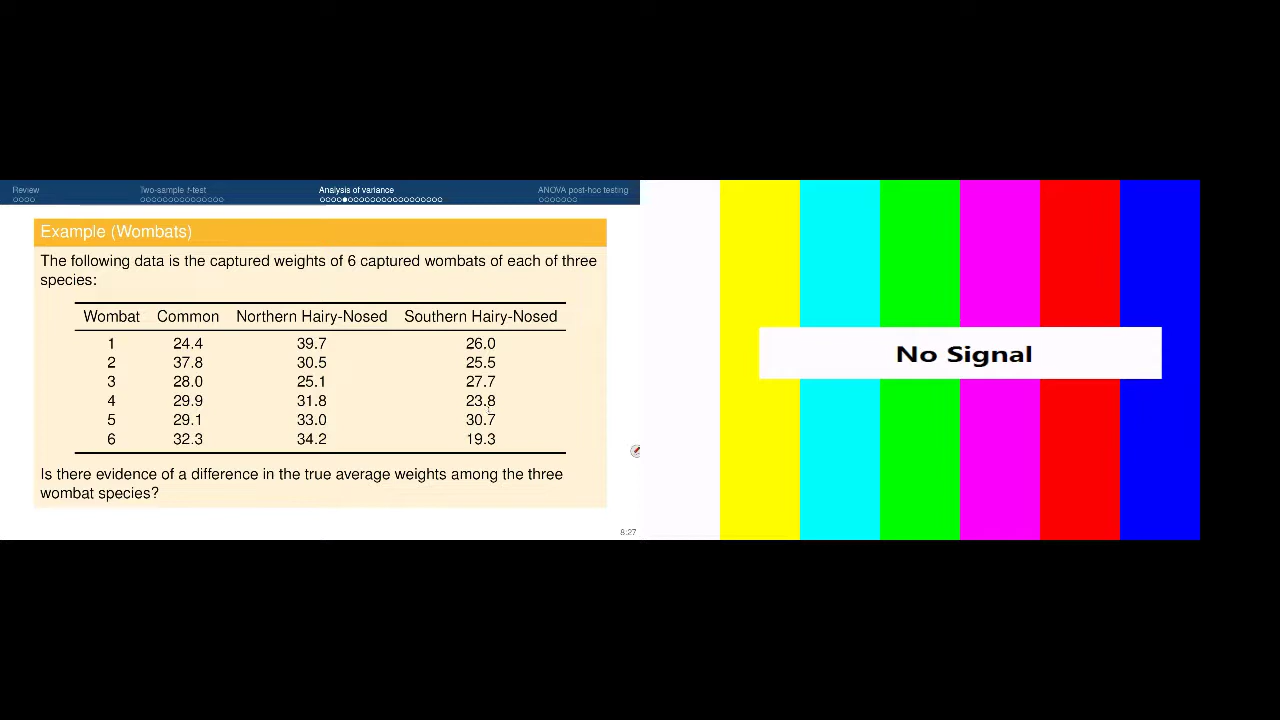 Review Two-sample t-test Analysis of variance ANOVA post-hoc testing
Example (Wombats)
The following data is the captured weights of 6 captured wombats of each of three
species:
Wombat Common Northern Hairy-Nosed Southern Hairy-Nosed
1 24.4 39.7 26.0
2 37.8 30.5 25.5
3 28.0 25.1 27.7
4 29.9 31.8 23.8
5 29.1 33.0 30.7
6 32.3 34.2 19.3
Is there evidence of a difference in the true average weights among the three
wombat species?
8:27
No Signal